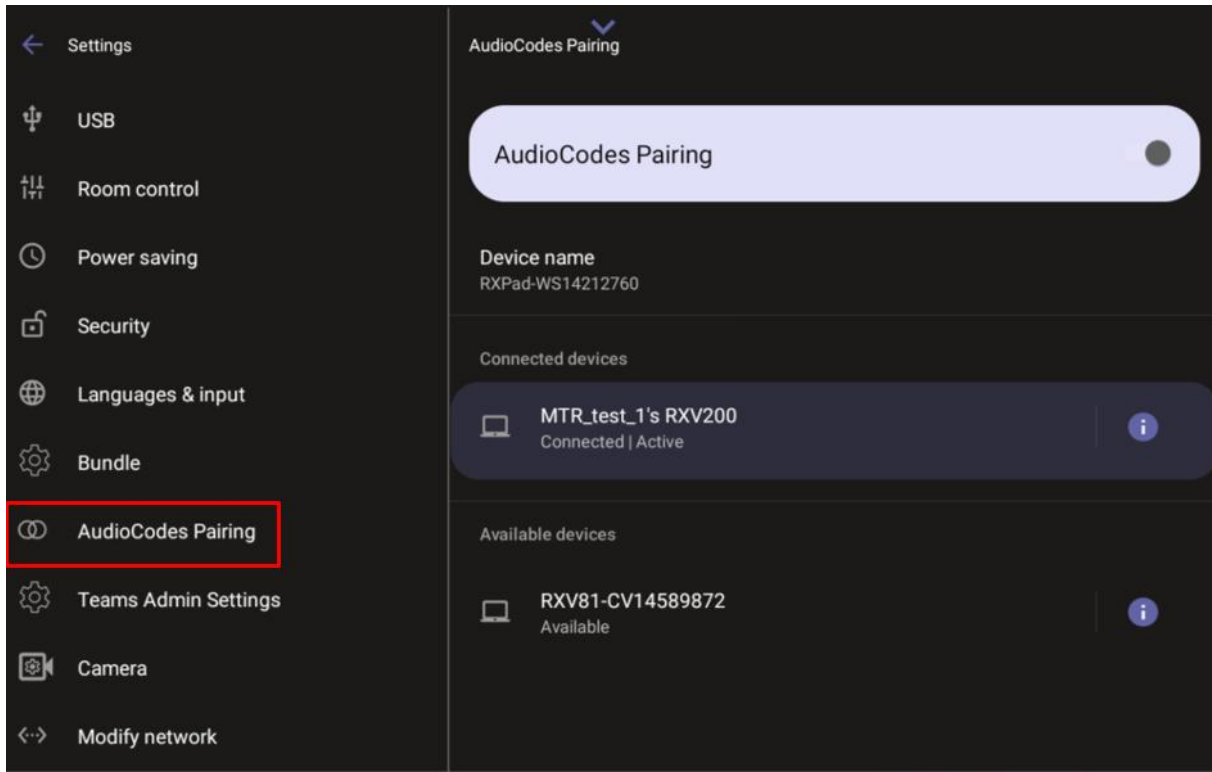 Settings
USB
Room control
Power saving
Security
Languages & input
Bundle
AudioCodes Pairing
Teams Admin Settings
Camera
Modify network
AudioCodes Pairing
AudioCodes Pairing
Device name
RXPad-WS14212760
Connected devices
MTR_test_1's RXV200
Connected | Active
Available devices
RXV81-CV14589872
Available